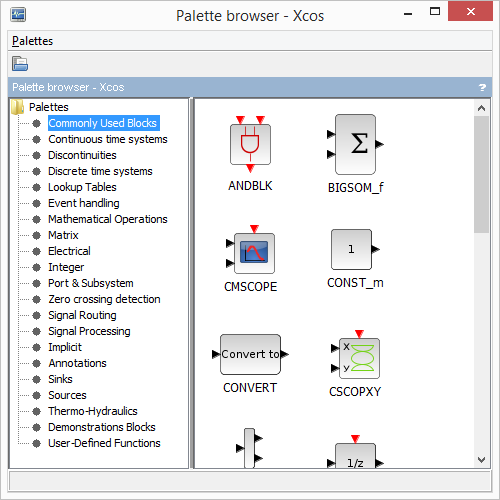 Palette browser - Xcos
Palettes
Palette browser - Xcos ?
Palettes
Commonly Used Blocks
Continuous time systems
Discontinuities
Discrete time systems
Lookup Tables
Event handling
Mathematical Operations
Matrix
Electrical
Integer
Port & Subsystem
Zero crossing detection
Signal Routing
Signal Processing
Implicit
Annotations
Sinks
Sources
Thermo-Hydraulics
Demonstrations Blocks
User-Defined Functions
Σ
ANDBLK BIGSOM_f
1
CMSCOPE CONST_m
Convert to X
Y
CONVERT CSCOPXY
1/z